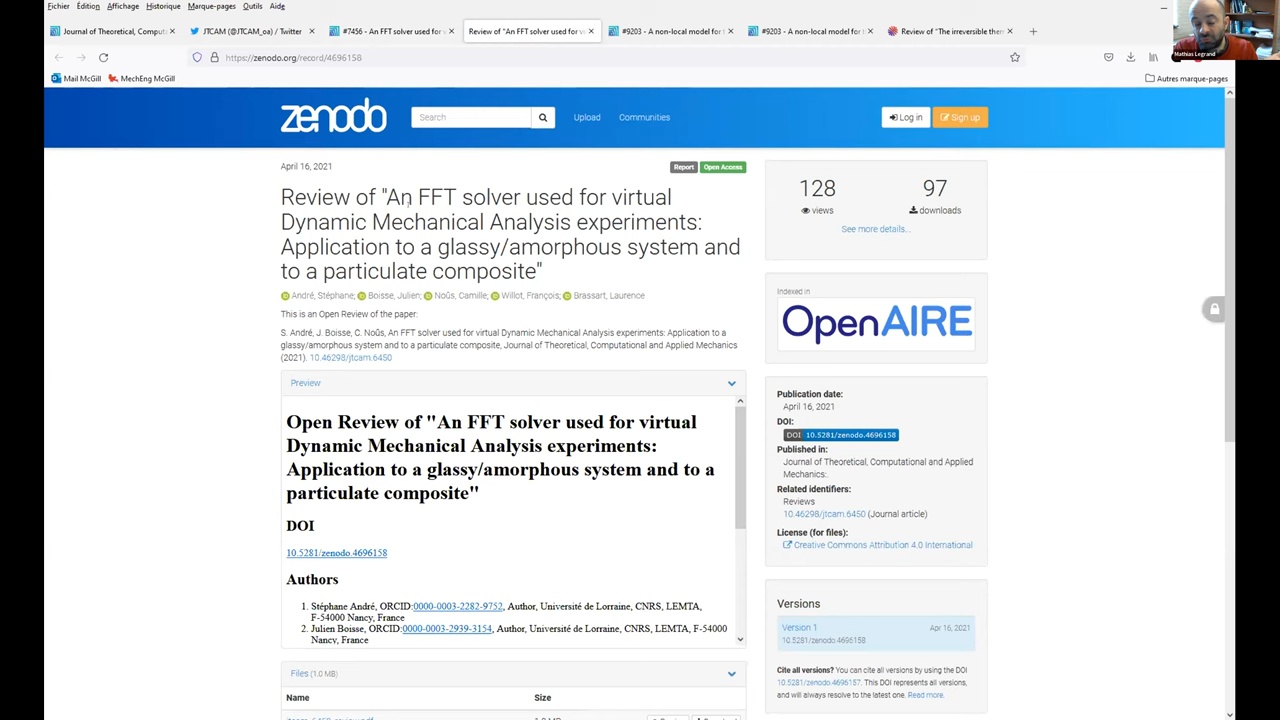 Fichier Édition Affichage Historique Marque-pages Outils Aide
Journal of Theoretical, Comput
JTCAM (@JTCAM_oa) / Twitter
#7456 - An FFT solver used for v
Review of "An FFT solver used for v
#9203 - A non-local model for t
#9203 - A non-local model for t
Review of "The irreversible ther
https://zenodo.org/record/4696158
Mathias Legrand
Mail McGill
MechEng McGill
Autres marque-pages
zenodo
Search
Upload
Communities
Log in
Sign up
April 16, 2021
Report
Open Access
Review of "An FFT solver used for virtual
Dynamic Mechanical Analysis experiments:
Application to a glassy/amorphous system and
to a particulate composite"
André, Stéphane; Boisse, Julien; Noûs, Camille; Willot, François; Brassart, Laurence
This is an Open Review of the paper:
S. André, J. Boisse, C. Noûs, An FFT solver used for virtual Dynamic Mechanical Analysis experiments: Application to a
glassy/amorphous system and to a particulate composite, Journal of Theoretical, Computational and Applied Mechanics
(2021). 10.46298/jtcam.6450
Preview
Open Review of "An FFT solver used for virtual
Dynamic Mechanical Analysis experiments:
Application to a glassy/amorphous system and to a
particulate composite"
DOI
10.5281/zenodo.4696158
Authors
1. Stéphane André, ORCID:0000-0003-2282-9752, Author, Université de Lorraine, CNRS, LEMTA,
F-54000 Nancy, France
2. Julien Boisse, ORCID:0000-0003-2939-3154, Author, Université de Lorraine, CNRS, LEMTA, F-54000
Nancy, France
Files (1.0 MB)
Name
Size
128
views
97
downloads
See more details...
Indexed in
OpenAIRE
Publication date:
April 16, 2021
DOI:
DOI 10.5281/zenodo.4696158
Published in:
Journal of Theoretical, Computational and Applied
Mechanics:.
Related identifiers:
Reviews
10.46298/jtcam.6450 (Journal article)
License (for files):
Creative Commons Attribution 4.0 International
Versions
Version 1
Apr 16, 2021
10.5281/zenodo.4696158
Cite all versions? You can cite all versions by using the DOI
10.5281/zenodo.4696157. This DOI represents all versions,
and will always resolve to the latest one. Read more.